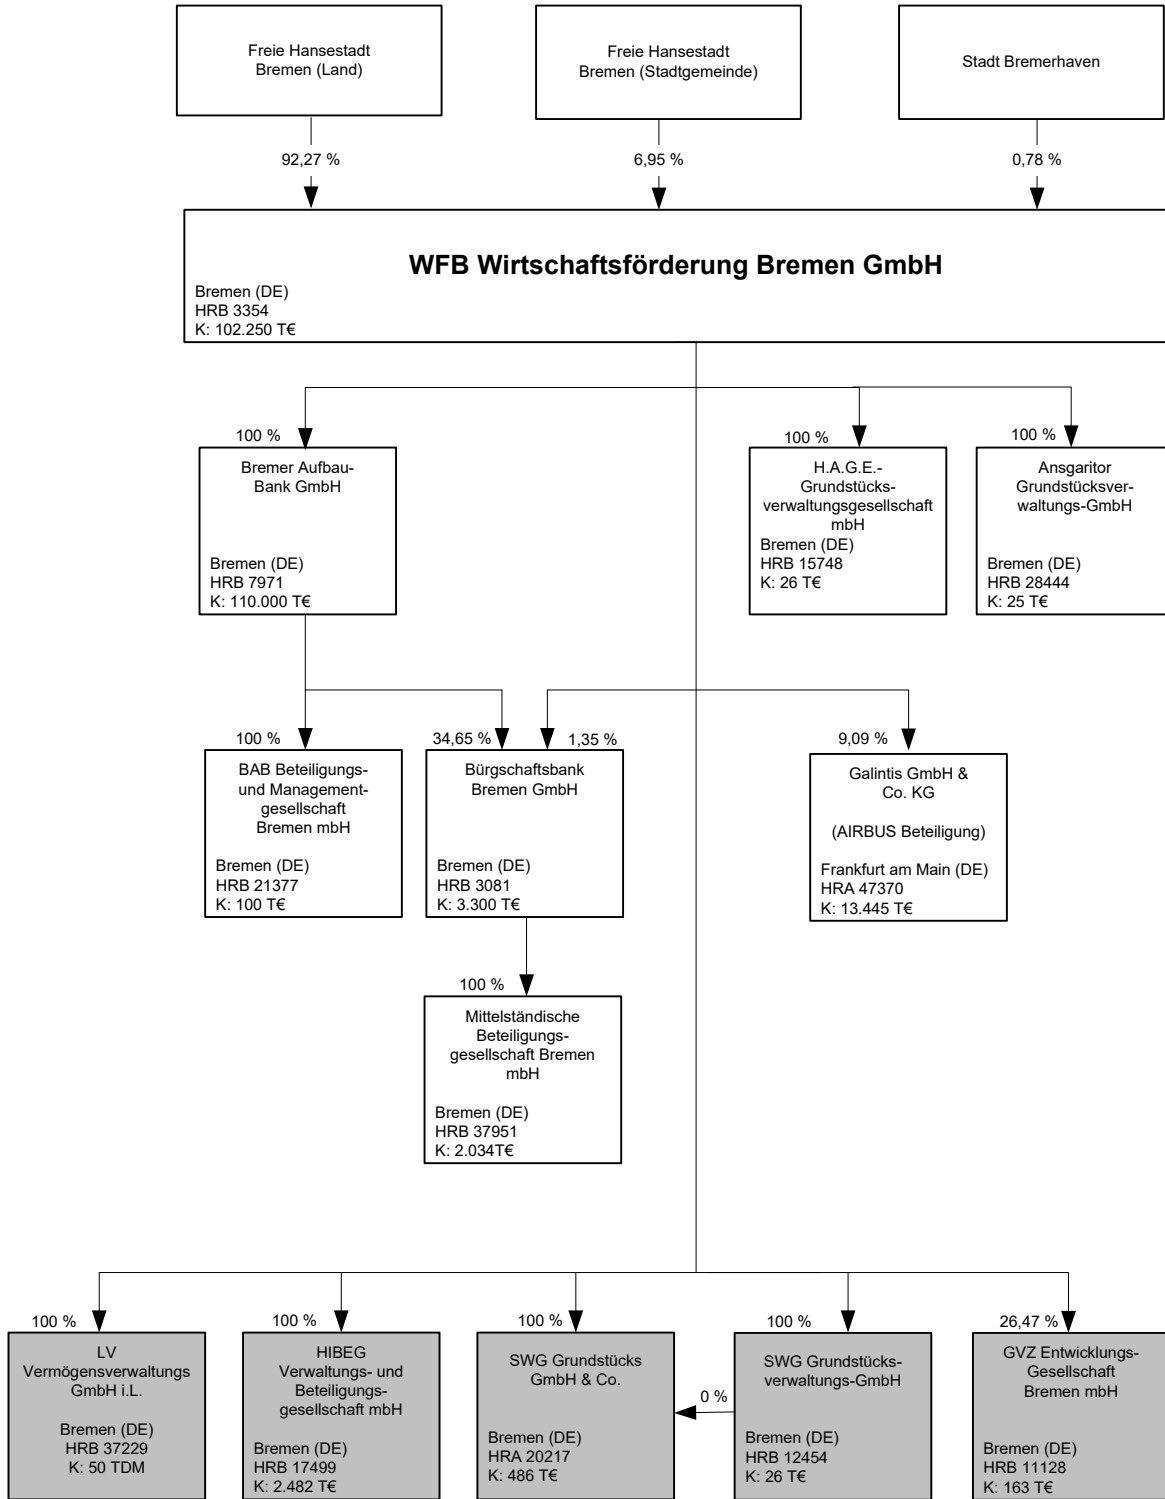 Freie Hansestadt
Bremen (Land)
Freie Hansestadt
Bremen (Stadtgemeinde)
Stadt Bremerhaven
92,27 %
6,95 %
0,78 %
WFB Wirtschaftsförderung Bremen GmbH
Bremen (DE)
HRB 3354
K: 102.250 T€
100 %
Bremer Aufbau-
Bank GmbH
Bremen (DE)
HRB 7971
K: 110.000 T€
100 %
H.A.G.E.-
Grundstücks-
verwaltungsgesellschaft
mbH
Bremen (DE)
HRB 15748
K: 26 T€
100 %
Ansgaritor
Grundstücksver-
waltungs-GmbH
Bremen (DE)
HRB 28444
K: 25 T€
100 %
BAB Beteiligungs-
und Management-
gesellschaft
Bremen mbH
Bremen (DE)
HRB 21377
K: 100 T€
34,65 %
1,35 %
Bürgschaftsbank
Bremen GmbH
Bremen (DE)
HRB 3081
K: 3.300 T€
9,09 %
Galintis GmbH &
Co. KG
(AIRBUS Beteiligung)
Frankfurt am Main (DE)
HRA 47370
K: 13.445 T€
100 %
Mittelständische
Beteiligungs-
gesellschaft Bremen
mbH
Bremen (DE)
HRB 37951
K: 2.034T€
100 %
LV
Vermögensverwaltungs
GmbH i.L.
Bremen (DE)
HRB 37229
K: 50 TDM
100 %
HIBEG
Verwaltungs- und
Beteiligungs-
gesellschaft mbH
Bremen (DE)
HRB 17499
K: 2.482 T€
100 %
SWG Grundstücks
GmbH & Co.
Bremen (DE)
HRA 20217
K: 486 T€
0 %
100 %
SWG Grundstücks-
verwaltungs-GmbH
Bremen (DE)
HRB 12454
K: 26 T€
26,47 %
GVZ Entwicklungs-
Gesellschaft
Bremen mbH
Bremen (DE)
HRB 11128
K: 163 T€